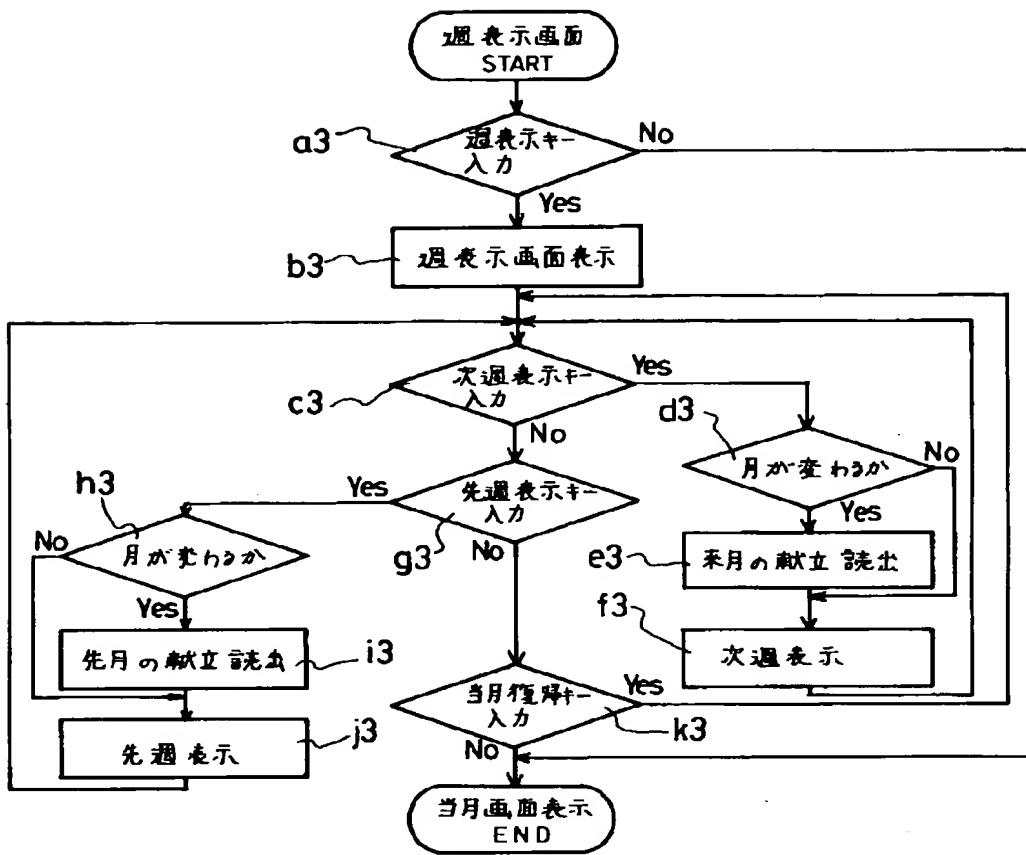 週表示画面
START
a3
週表示キー
入力
No
Yes
b3
週表示画面表示
c3
次週表示キー
入力
Yes
No
d3
月が変わるか
No
Yes
h3
Yes
先週表示キー
入力
g3
No
No
月が変わるか
Yes
e3
来月の献立読出
f3
次週表示
先月の献立読出
i3
当月復帰キー
入力
Yes
k3
No
先週表示
j3
当月画面表示
END